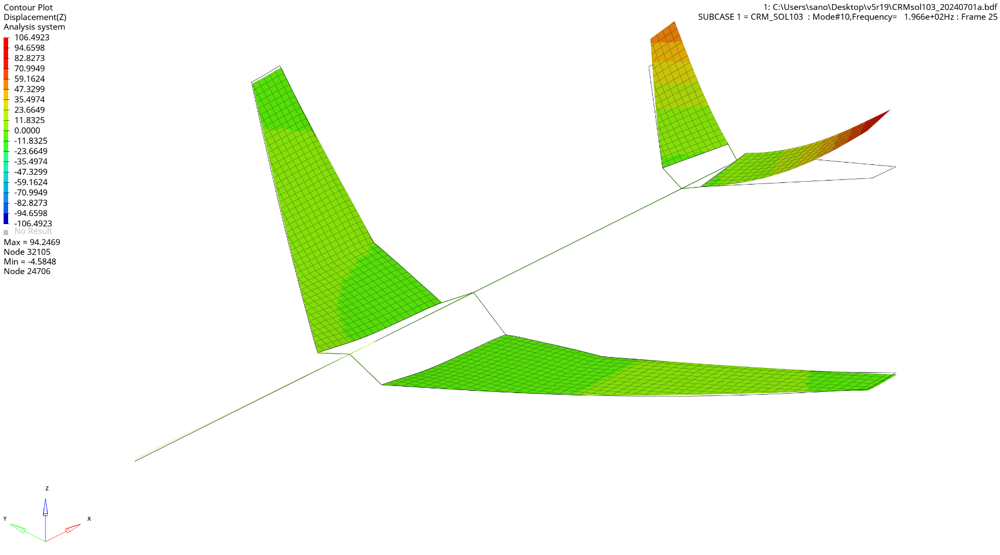 Contour Plot
Displacement(Z)
Analysis system
106.4923
94.6598
82.8273
70.9949
59.1624
47.3299
35.4974
23.6649
11.8325
0.0000
-11.8325
-23.6649
-35.4974
-47.3299
-59.1624
-70.9949
-82.8273
-94.6598
-106.4923
No Result
Max = 94.2469
Node 32105
Min = -4.5848
Node 24706
1: C:\Users\sano\Desktop\v5r19\CRMsol103_20240701a.bdf
SUBCASE 1 = CRM_SOL103 : Mode#10,Frequency= 1.966e+02Hz : Frame 25
Z
Y
X